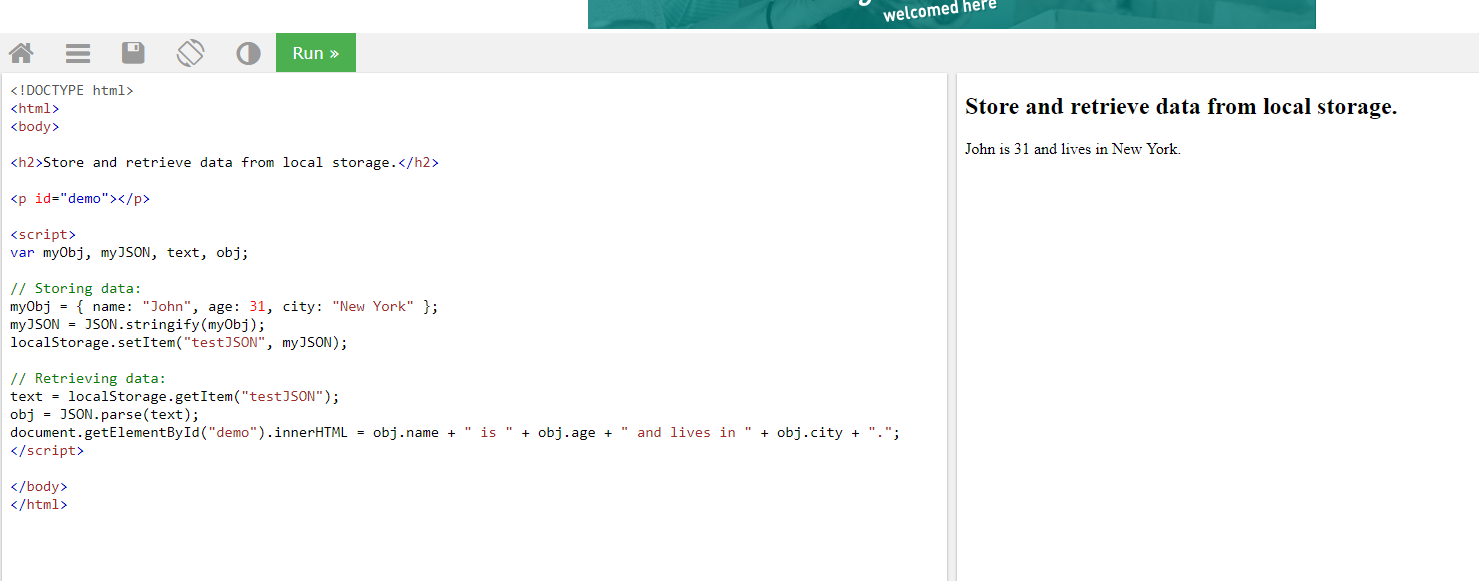 welcomed here
Run »
<!DOCTYPE html>
<html>
<body>
<h2>Store and retrieve data from local storage.</h2>
<p id="demo"></p>
<script>
var myObj, myJSON, text, obj;
// Storing data:
myObj = { name: "John", age: 31, city: "New York" };
myJSON = JSON.stringify(myObj);
localStorage.setItem("testJSON", myJSON);
// Retrieving data:
text = localStorage.getItem("testJSON");
obj = JSON.parse(text);
document.getElementById("demo").innerHTML = obj.name + " is " + obj.age + " and lives in " + obj.city + ".";
</script>
</body>
</html>
Store and retrieve data from local storage.
John is 31 and lives in New York.